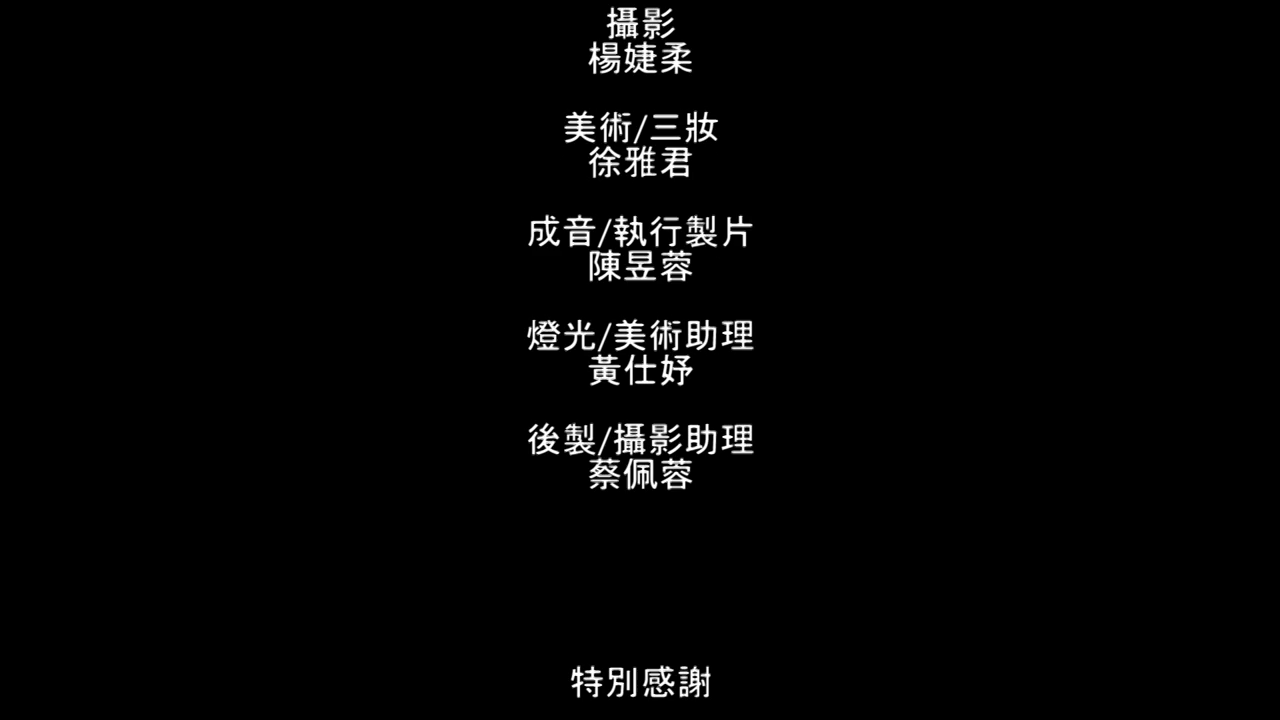 攝影
楊婕柔
美術/三妝
徐雅君
成音/執行製片
陳昱蓉
燈光/美術助理
黃仕妤
後製/攝影助理
蔡佩蓉
特別感謝